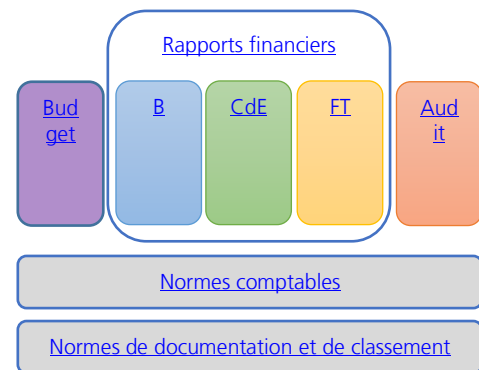 Rapports financiers
Bud
get
B
CdE
FT
Aud
it
Normes comptables
Normes de documentation et de classement